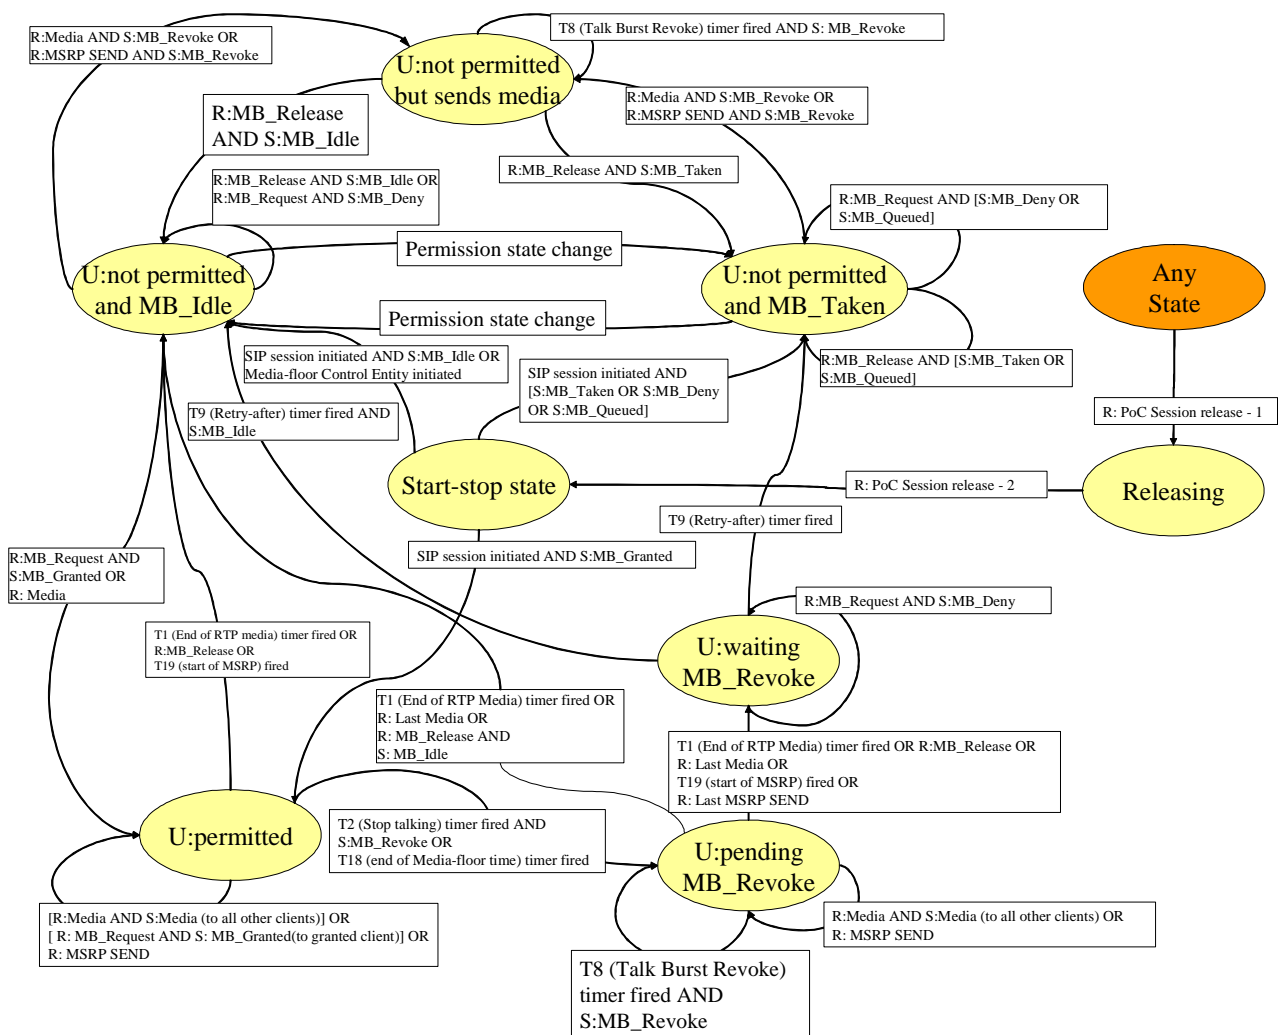 R:Media AND S:MB_Revoke OR
R:MSRP SEND AND S:MB_Revoke
T8 (Talk Burst Revoke) timer fired AND S: MB_Revoke
U:not permitted
but sends media
R:MB_Release
AND S:MB_Idle
R:Media AND S:MB_Revoke OR
R:MSRP SEND AND S:MB_Revoke
R:MB_Release AND S:MB_Taken
R:MB_Release AND S:MB_Idle OR
R:MB_Request AND S:MB_Deny
R:MB_Request AND [S:MB_Deny OR
S:MB_Queued]
U:not permitted
and MB_Idle
Permission state change
U:not permitted
and MB_Taken
Any
State
Permission state change
SIP session initiated AND S:MB_Idle OR
Media-floor Control Entity initiated
SIP session initiated AND
[S:MB_Taken OR S:MB_Deny
OR S:MB_Queued]
R:MB_Release AND [S:MB_Taken OR
S:MB_Queued]
T9 (Retry-after) timer fired AND
S:MB_Idle
R: PoC Session release - 1
Start-stop state
R: PoC Session release - 2
Releasing
T9 (Retry-after) timer fired
R:MB_Request AND
S:MB_Granted OR
R: Media
SIP session initiated AND S:MB_Granted
R:MB_Request AND S:MB_Deny
T1 (End of RTP media) timer fired OR
R:MB_Release OR
T19 (start of MSRP) fired
U:waiting
MB_Revoke
T1 (End of RTP Media) timer fired OR
R: Last Media OR
R: MB_Release AND
S: MB_Idle
T1 (End of RTP Media) timer fired OR R:MB_Release OR
R: Last Media OR
T19 (start of MSRP) fired OR
R: Last MSRP SEND
U:permitted
T2 (Stop talking) timer fired AND
S:MB_Revoke OR
T18 (end of Media-floor time) timer fired
U:pending
MB_Revoke
[R:Media AND S:Media (to all other clients)] OR
[ R: MB_Request AND S: MB_Granted(to granted client)] OR
R: MSRP SEND
R:Media AND S:Media (to all other clients) OR
R: MSRP SEND
T8 (Talk Burst Revoke)
timer fired AND
S:MB_Revoke